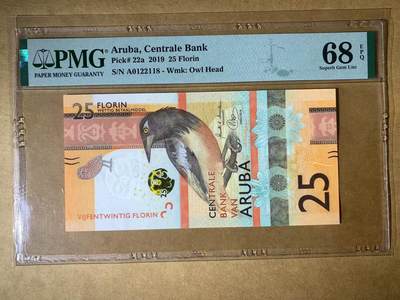 PMG
PAPER MONEY GUARANTY
Aruba, Centrale Bank
Pick# 22a 2019 25 Florin
S/N A0122118 - Wmk: Owl Head
68 EPQ
Superb Gem Unc
25 FLORIN
WETTIG BETAALMIDDEL
VIJFENTWINTIG FLORIN
CENTRALE
BANK
VAN
ARUBA
25